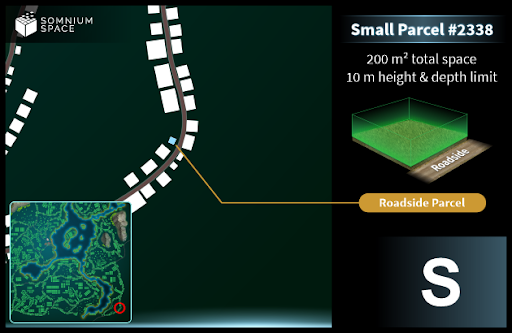 SOMNIUM
SPACE
Small Parcel #2338
200 m² total space
10 m height & depth limit
Roadside
Roadside Parcel
S